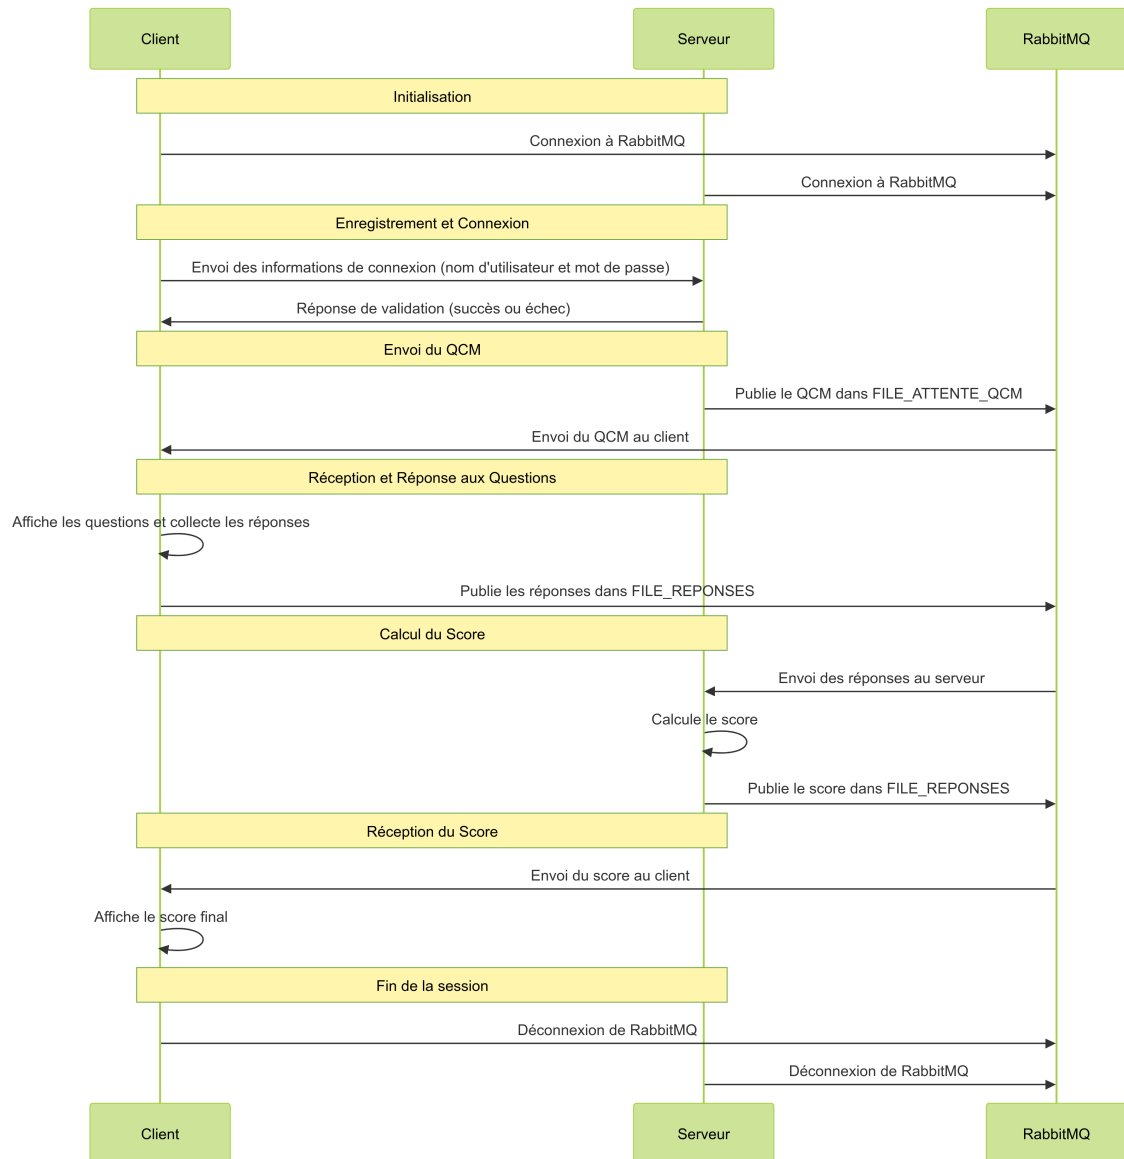 Client
Serveur
RabbitMQ
Initialisation
Connexion à RabbitMQ
Connexion à RabbitMQ
Enregistrement et Connexion
Envoi des informations de connexion (nom d'utilisateur et mot de passe)
Réponse de validation (succès ou échec)
Envoi du QCM
Publie le QCM dans FILE_ATTENTE_QCM
Envoi du QCM au client
Réception et Réponse aux Questions
Affiche les questions et collecte les réponses
Publie les réponses dans FILE_REPONSES
Calcul du Score
Envoi des réponses au serveur
Calcule le score
Publie le score dans FILE_REPONSES
Réception du Score
Envoi du score au client
Affiche le score final
Fin de la session
Déconnexion de RabbitMQ
Déconnexion de RabbitMQ
Client
Serveur
RabbitMQ